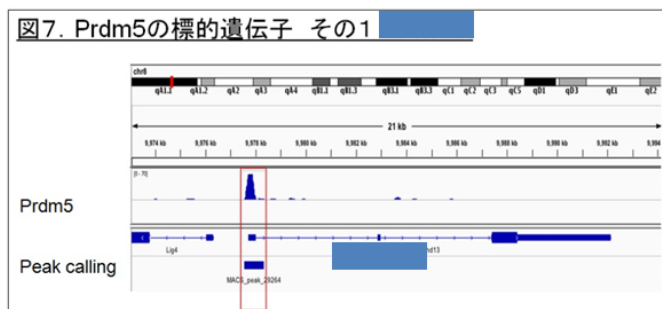 図7. Prdm5の標的遺伝子 その1
chr8
qA1.1 qA1.2 qA2 qA3 qA4 qB1.1 qB1.3 qB3.1 qB3.3 qC1 qC2 qC3 qC5 qD1 qD3 qE1 qE2
21 kb
9,974 kb 9,976 kb 9,978 kb 9,980 kb 9,982 kb 9,984 kb 9,986 kb 9,988 kb 9,990 kb 9,992 kb 9,994
[0 - 70]
Prdm5
Lig4 nd13
Peak calling
MACS_peak_29264